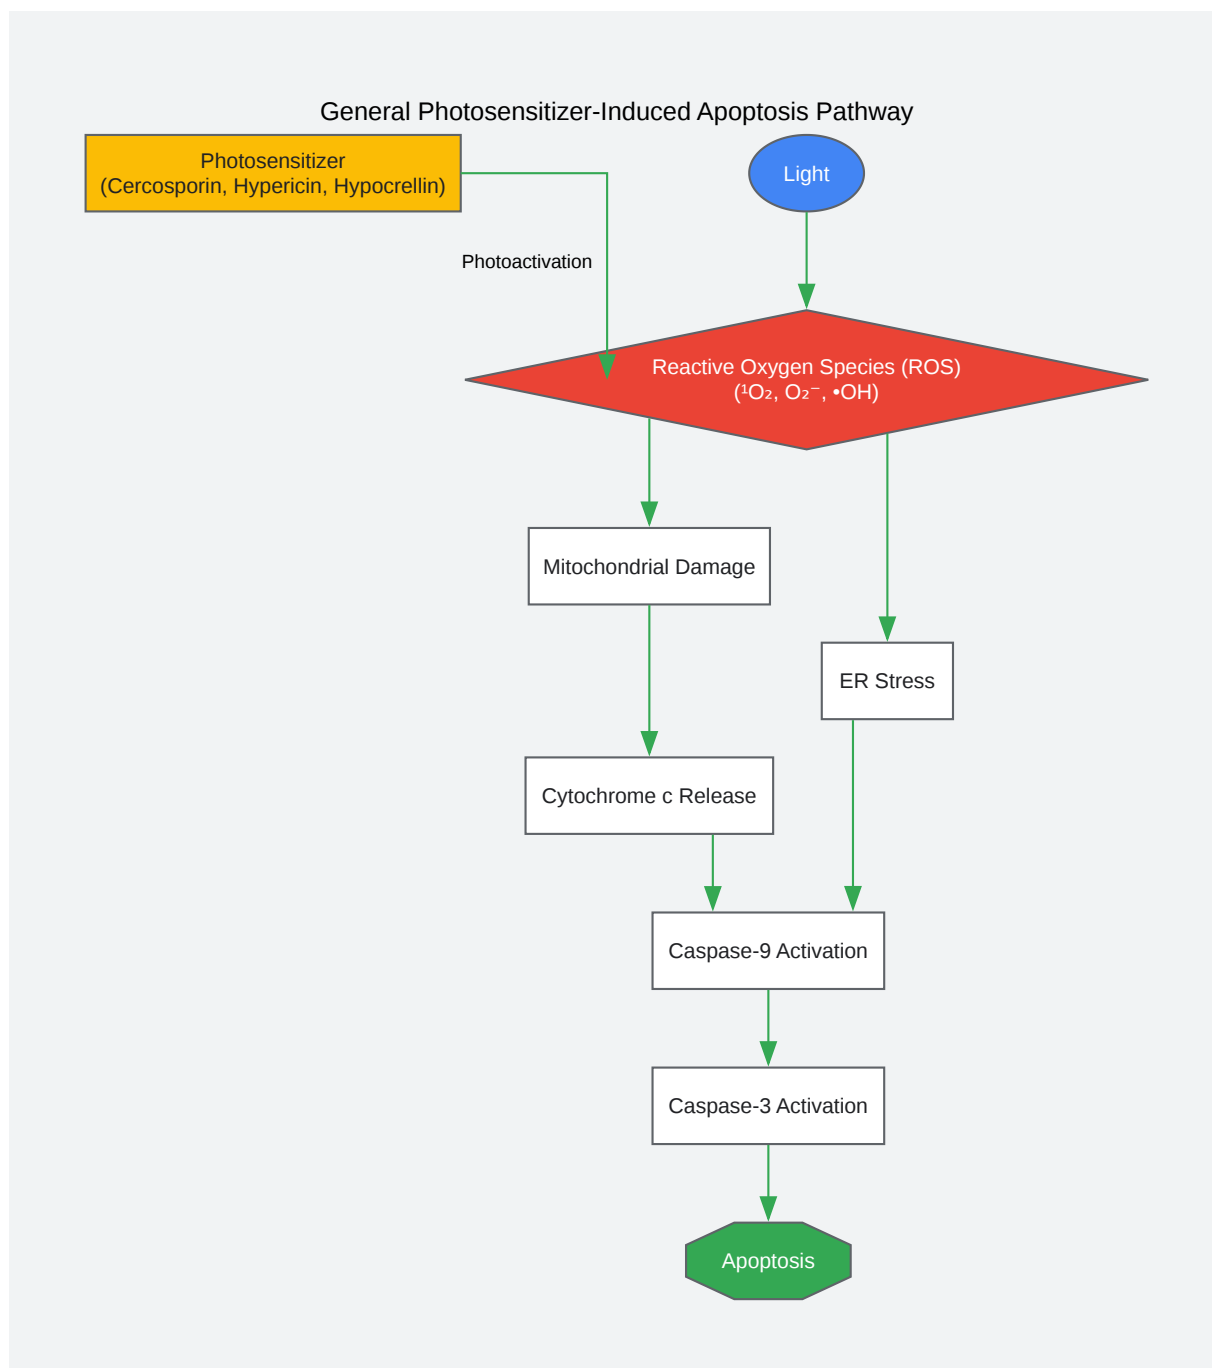 General Photosensitizer-Induced Apoptosis Pathway
Photosensitizer
(Cercosporin, Hypericin, Hypocrellin)
Light
Photoactivation
Reactive Oxygen Species (ROS)
(¹O₂, O₂⁻, •OH)
Mitochondrial Damage
ER Stress
Cytochrome c Release
Caspase-9 Activation
Caspase-3 Activation
Apoptosis